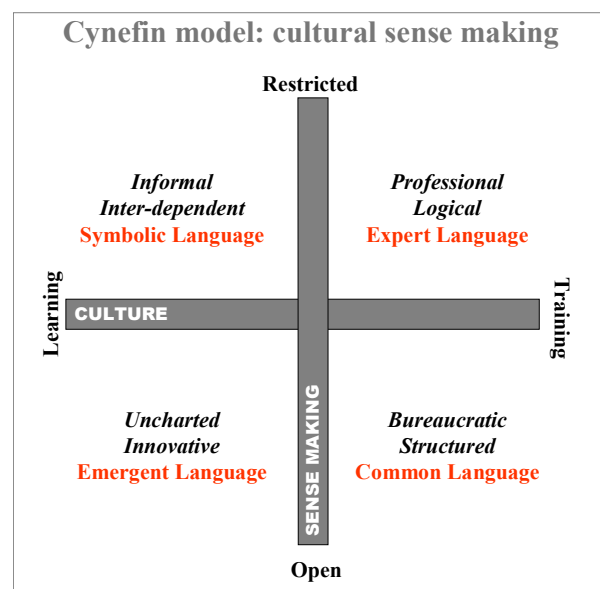 Cynefin model: cultural sense making
Restricted
Informal
Inter-dependent
Symbolic Language
Professional
Logical
Expert Language
Learning
CULTURE
Training
Uncharted
Innovative
Emergent Language
SENSE MAKING
Bureaucratic
Structured
Common Language
Open